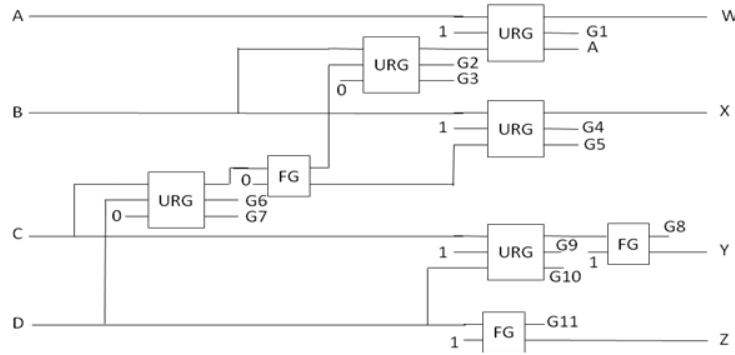 A W
1 URG G1
A
URG G2
G3
0
B X
1 URG G4
G5
0 FG
URG G6
0 G7
C G8
1 URG G9 FG
G10 1 Y
D G11
FG
1 Z